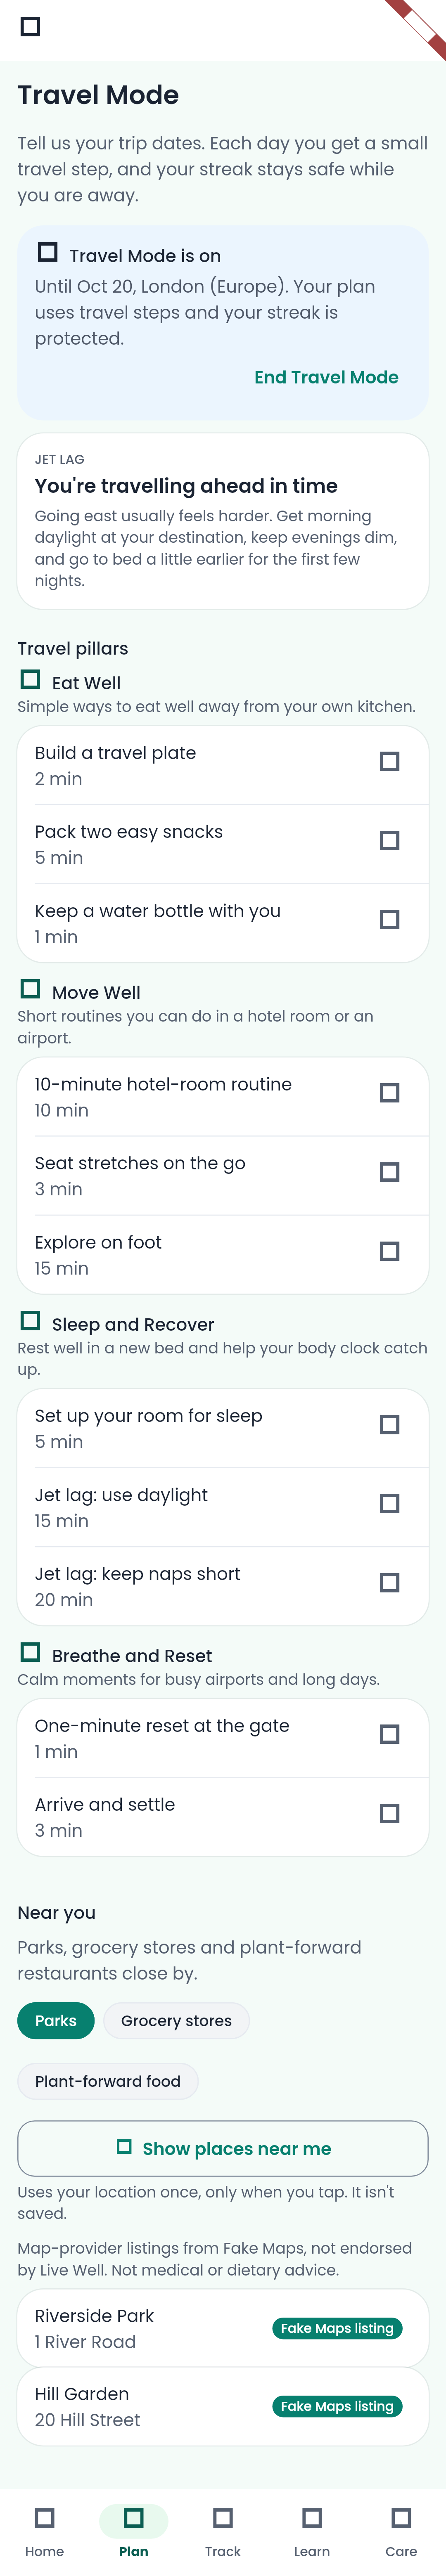 Travel Mode
Tell us your trip dates. Each day you get a small
travel step, and your streak stays safe while
you are away.
Travel Mode is on
Until Oct 20, London (Europe). Your plan
uses travel steps and your streak is
protected.
End Travel Mode
JET LAG
You're travelling ahead in time
Going east usually feels harder. Get morning
daylight at your destination, keep evenings dim,
and go to bed a little earlier for the first few
nights.
Travel pillars
Eat Well
Simple ways to eat well away from your own kitchen.
Build a travel plate
2 min
Pack two easy snacks
5 min
Keep a water bottle with you
1 min
Move Well
Short routines you can do in a hotel room or an
airport.
10-minute hotel-room routine
10 min
Seat stretches on the go
3 min
Explore on foot
15 min
Sleep and Recover
Rest well in a new bed and help your body clock catch
up.
Set up your room for sleep
5 min
Jet lag: use daylight
15 min
Jet lag: keep naps short
20 min
Breathe and Reset
Calm moments for busy airports and long days.
One-minute reset at the gate
1 min
Arrive and settle
3 min
Near you
Parks, grocery stores and plant-forward
restaurants close by.
Parks
Grocery stores
Plant-forward food
Show places near me
Uses your location once, only when you tap. It isn't
saved.
Map-provider listings from Fake Maps, not endorsed
by Live Well. Not medical or dietary advice.
Riverside Park
1 River Road
Fake Maps listing
Hill Garden
20 Hill Street
Fake Maps listing
Home
Plan
Track
Learn
Care